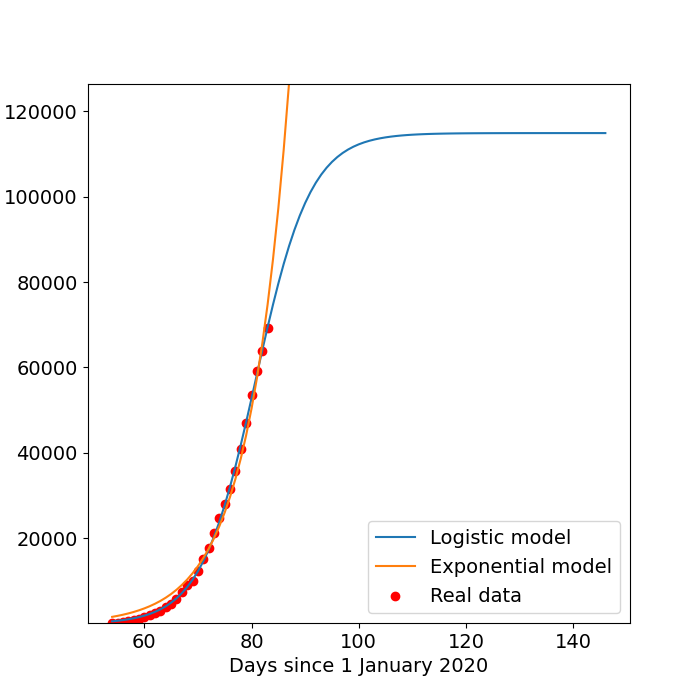 120000
100000
80000
60000
40000
20000
Logistic model
Exponential model
Real data
60 80 100 120 140
Days since 1 January 2020